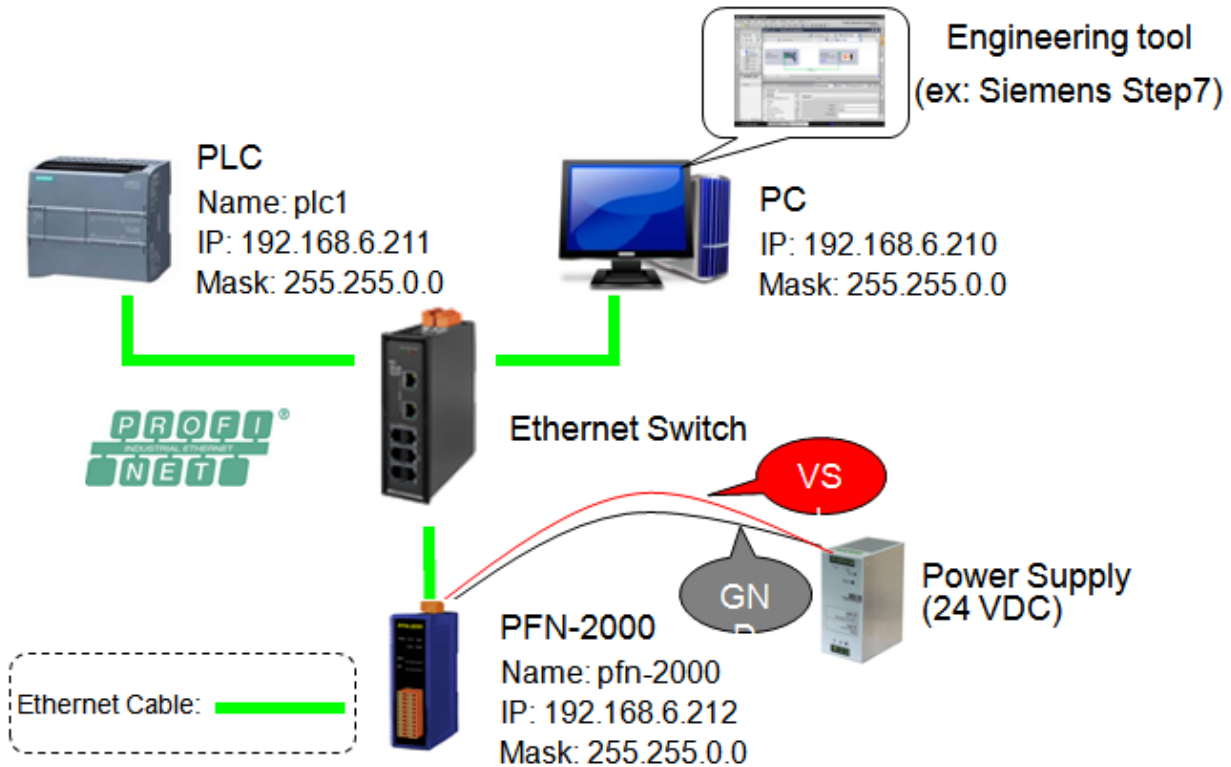 Engineering tool
(ex: Siemens Step7)
PLC
Name: plc1
IP: 192.168.6.211
Mask: 255.255.0.0
PC
IP: 192.168.6.210
Mask: 255.255.0.0
PROFI®
INDUSTRIAL ETHERNET
NET
Ethernet Switch
VS
GN
Power Supply
(24 VDC)
PFN-2000
PFN-2000
Name: pfn-2000
IP: 192.168.6.212
Mask: 255.255.0.0
Ethernet Cable: